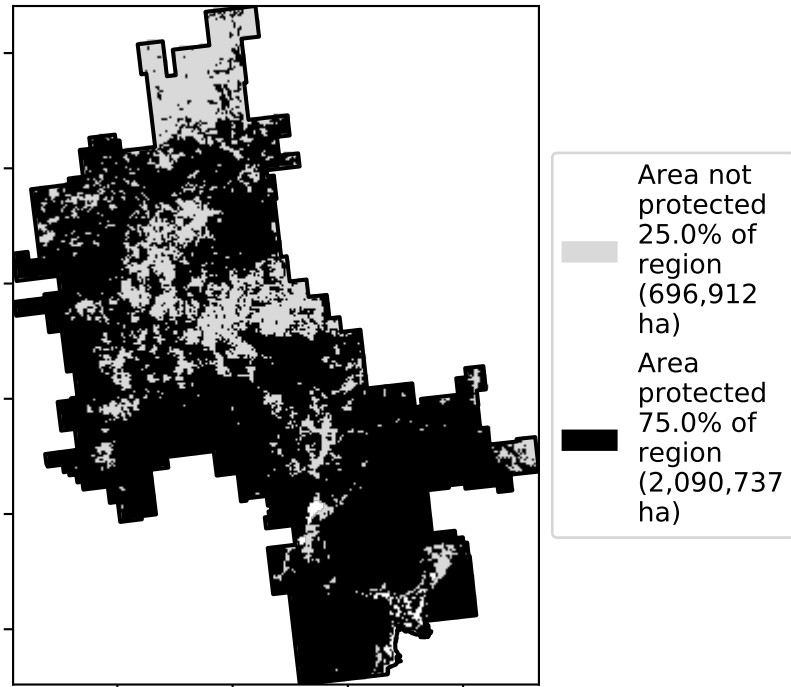 Area not
protected
25.0% of
region
(696,912
ha)
Area
protected
75.0% of
region
(2,090,737
ha)